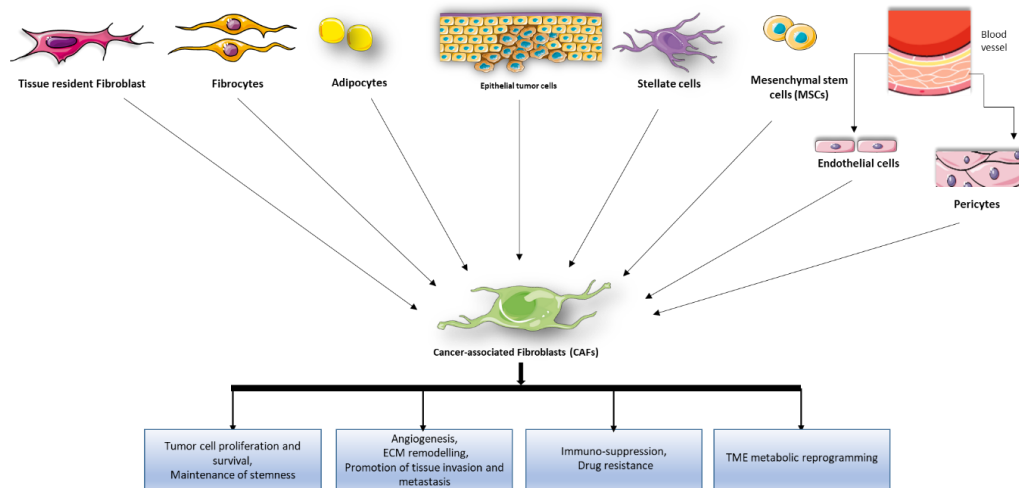 Blood
vessel
Tissue resident Fibroblast
Fibrocytes
Adipocytes
Epithelial tumor cells
Stellate cells
Mesenchymal stem
cells (MSCs)
Endothelial cells
Pericytes
Cancer-associated Fibroblasts (CAFs)
Tumor cell proliferation and
survival,
Maintenance of stemness
Angiogenesis,
ECM remodelling,
Promotion of tissue invasion and
metastasis
Immuno-suppression,
Drug resistance
TME metabolic reprogramming